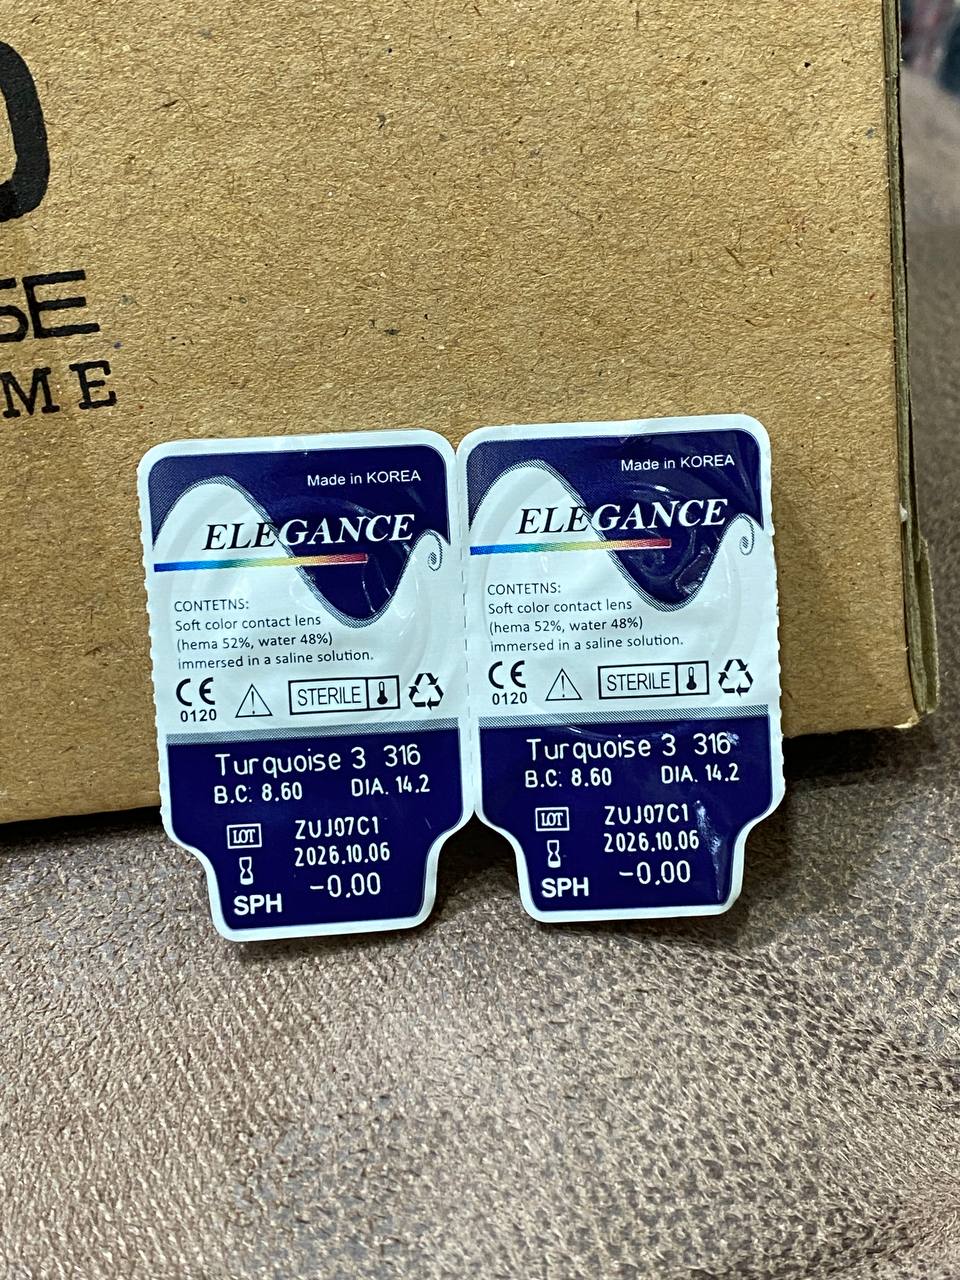 SE
ME
Made in KOREA
ELEGANCE
CONTETNS:
Soft color contact lens
(hema 52%, water 48%)
immersed in a saline solution.
CE
0120
STERILE
Turquoise 3 316
B.C: 8.60 DIA. 14.2
LOT ZUJ07C1
2026.10.06
SPH -0.00
Made in KOREA
ELEGANCE
CONTETNS:
Soft color contact lens
(hema 52%, water 48%)
immersed in a saline solution.
CE
0120
STERILE
Turquoise 3 316
B.C: 8.60 DIA. 14.2
LOT ZUJ07C1
2026.10.06
SPH -0.00